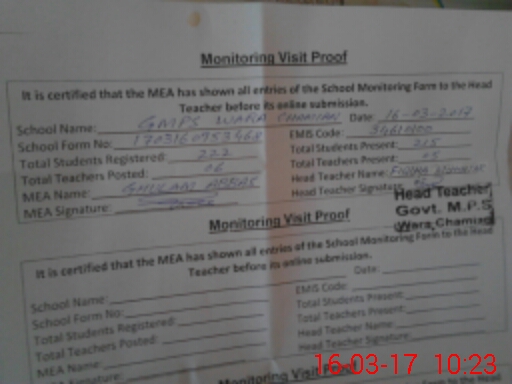 Monitoring Visit Proof
It is certified that the MEA has shown all entries of the School Monitoring Form to the Head
Teacher before its online submission.
School Name: GMPS WARA CHAMIAN Date: 16-03-2017
School Form No: EMIS Code:
Total Students Registered: 222 Total Students Present: 215
Total Teachers Posted: 06 Total Teachers Present: 05
MEA Name: GHULAM ABBAS Head Teacher Name:
MEA Signature: Head Teacher Signature
Head Teacher
Govt. M.P.S
Wara Chamian
Monitoring Visit Proof
It is certified that the MEA has shown all entries of the School Monitoring Form to the Head
Teacher before its online submission.
School Name: Date:
School Form No: EMIS Code:
Total Students Registered: Total Students Present:
Total Teachers Posted: Total Teachers Present:
MEA Name: Head Teacher Name:
MEA Signature: Head Teacher Signature:
Monitoring Visit Proof
16-03-17 10:23